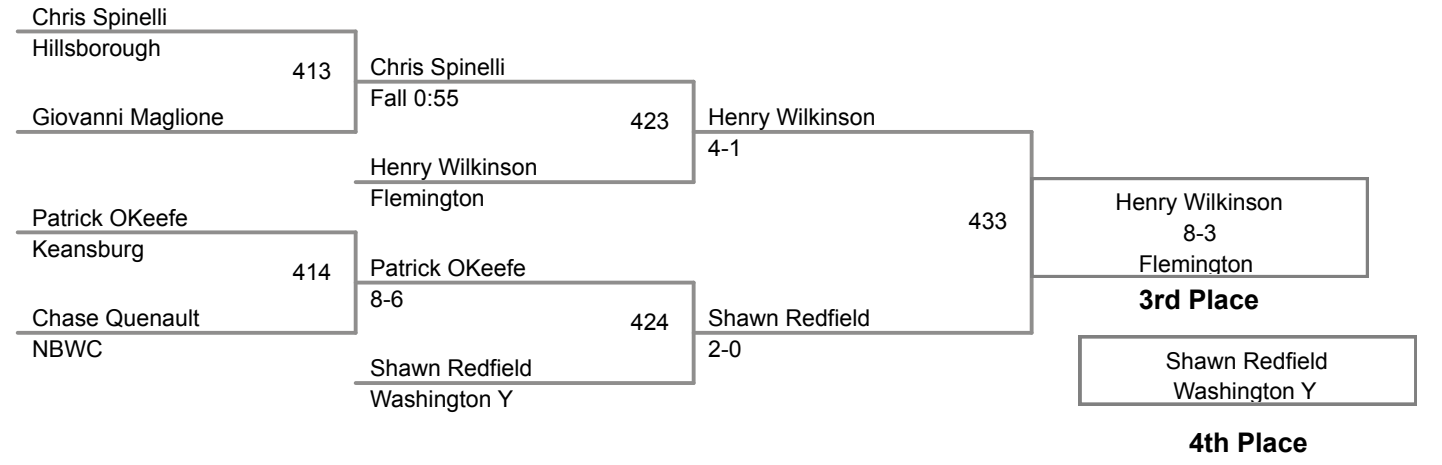 Chris Spinelli
Hillsborough
413
Giovanni Maglione
Chris Spinelli
Fall 0:55
423
Henry Wilkinson
Flemington
Henry Wilkinson
4-1
Patrick OKeefe
Keansburg
414
Chase Quenault
NBWC
Patrick OKeefe
8-6
424
Shawn Redfield
Washington Y
Shawn Redfield
2-0
433
Henry Wilkinson
8-3
Flemington
3rd Place
Shawn Redfield
Washington Y
4th Place